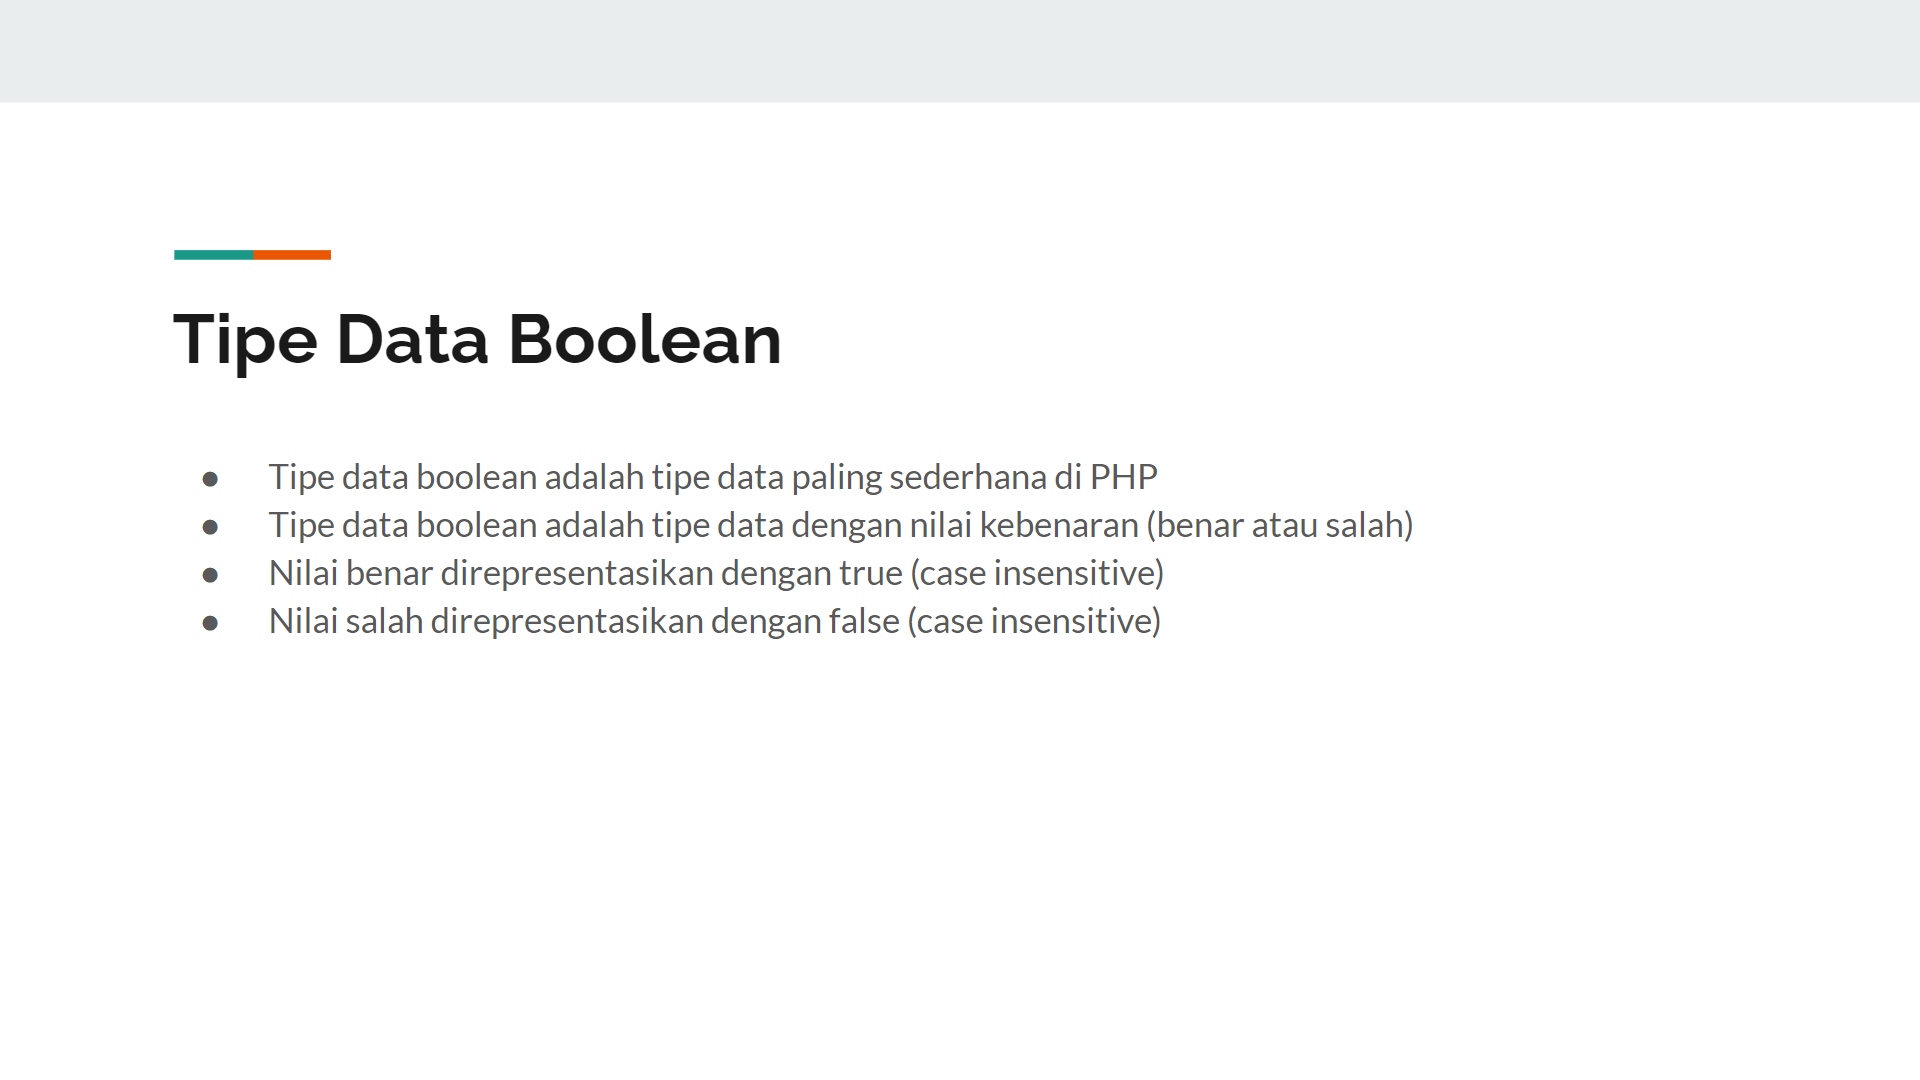 Tipe Data Boolean
● Tipe data boolean adalah tipe data paling sederhana di PHP
● Tipe data boolean adalah tipe data dengan nilai kebenaran (benar atau salah)
● Nilai benar direpresentasikan dengan true (case insensitive)
● Nilai salah direpresentasikan dengan false (case insensitive)